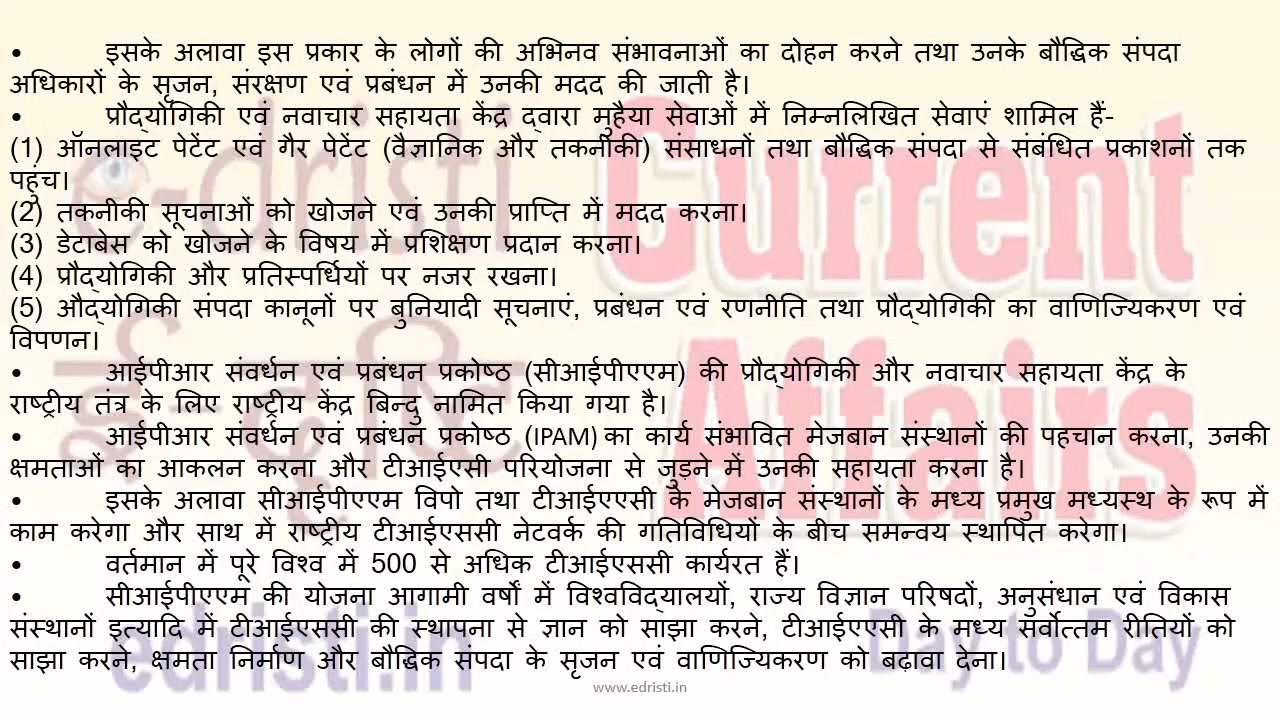 • इसके अलावा इस प्रकार के लोगों की अभिनव संभावनाओं का दोहन करने तथा उनके बौद्धिक संपदा
अधिकारों के सृजन, संरक्षण एवं प्रबंधन में उनकी मदद की जाती है।
• प्रौद्योगिकी एवं नवाचार सहायता केंद्र द्वारा मुहैया सेवाओं में निम्नलिखित सेवाएं शामिल हैं-
(1) ऑनलाइट पेटेंट एवं गैर पेटेंट (वैज्ञानिक और तकनीकी) संसाधनों तथा बौद्धिक संपदा से संबंधित प्रकाशनों तक
पहुंच।
(2) तकनीकी सूचनाओं को खोजने एवं उनकी प्राप्ति में मदद करना।
(3) डेटाबेस को खोजने के विषय में प्रशिक्षण प्रदान करना।
(4) प्रौद्योगिकी और प्रतिस्पर्धियों पर नजर रखना।
(5) औद्योगिकी संपदा कानूनों पर बुनियादी सूचनाएं, प्रबंधन एवं रणनीति तथा प्रौद्योगिकी का वाणिज्यिकरण एवं
विपणन।
• आईपीआर संवर्धन एवं प्रबंधन प्रकोष्ठ (सीआईपीएएम) की प्रौद्योगिकी और नवाचार सहायता केंद्र के
राष्ट्रीय तंत्र के लिए राष्ट्रीय केंद्र बिन्दु नामित किया गया है।
• आईपीआर संवर्धन एवं प्रबंधन प्रकोष्ठ (IPAM) का कार्य संभावित मेजबान संस्थानों की पहचान करना, उनकी
क्षमताओं का आकलन करना और टीआईएसी परियोजना से जुड़ने में उनकी सहायता करना है।
• इसके अलावा सीआईपीएएम विपो तथा टीआईएएसी के मेजबान संस्थानों के मध्य प्रमुख मध्यस्थ के रूप में
काम करेगा और साथ में राष्ट्रीय टीआईएससी नेटवर्क की गतिविधियों के बीच समन्वय स्थापित करेगा।
• वर्तमान में पूरे विश्व में 500 से अधिक टीआईएससी कार्यरत हैं।
• सीआईपीएएम की योजना आगामी वर्षों में विश्वविद्यालयों, राज्य विज्ञान परिषदों, अनुसंधान एवं विकास
संस्थानों इत्यादि में टीआईएससी की स्थापना से ज्ञान को साझा करने, टीआईएएसी के मध्य सर्वोत्तम रीतियों को
साझा करने, क्षमता निर्माण और बौद्धिक संपदा के सृजन एवं वाणिज्यिकरण को बढ़ावा देना।
www.edristi.in
e-dristi
ई-दृष्टि
edristi.in
Current
Affairs
Day to Day